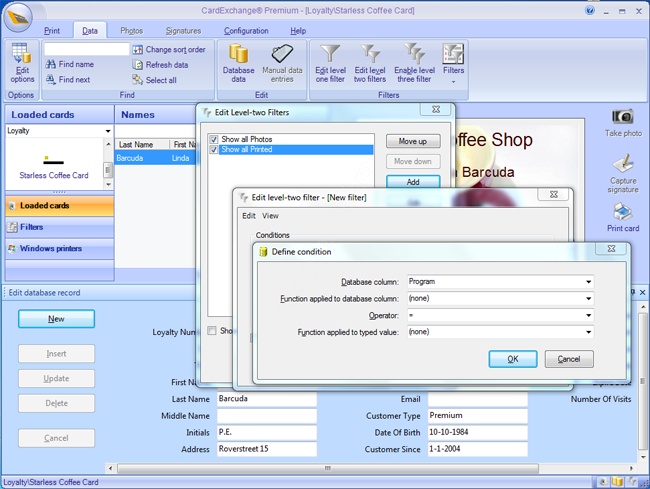 CardExchange® Premium - [Loyalty\Starless Coffee Card]
Print Data Photos Signatures Configuration Help
Edit options
Find name
Find next
Change sort order
Refresh data
Select all
Database data
Manual data entries
Edit level one filter
Edit level two filters
Enable level three filter
Filters
Options Find Edit Filters
Loaded cards
Loyalty
Starless Coffee Card
Loaded cards
Filters
Windows printers
Names
Last Name First N
Barcuda Linda
offee Shop
Barcuda
Take photo
Capture signature
Print card
Edit Level-two Filters
Show all Photos
Show all Printed
Move up
Move down
Add
Sho
Edit level-two filter - [New filter]
Edit View
Conditions
Define condition
Database column: Program
Function applied to database column: (none)
Operator: =
Function applied to typed value: (none)
OK Cancel
Edit database record
New
Insert
Update
Delete
Cancel
Loyalty Num
First Na
Last Name Barcuda
Middle Name
Initials P.E.
Address Roverstreet 15
Email
Customer Type Premium
Date Of Birth 10-10-1984
Customer Since 1-1-2004
Number Of Visits
Loyalty\Starless Coffee Card